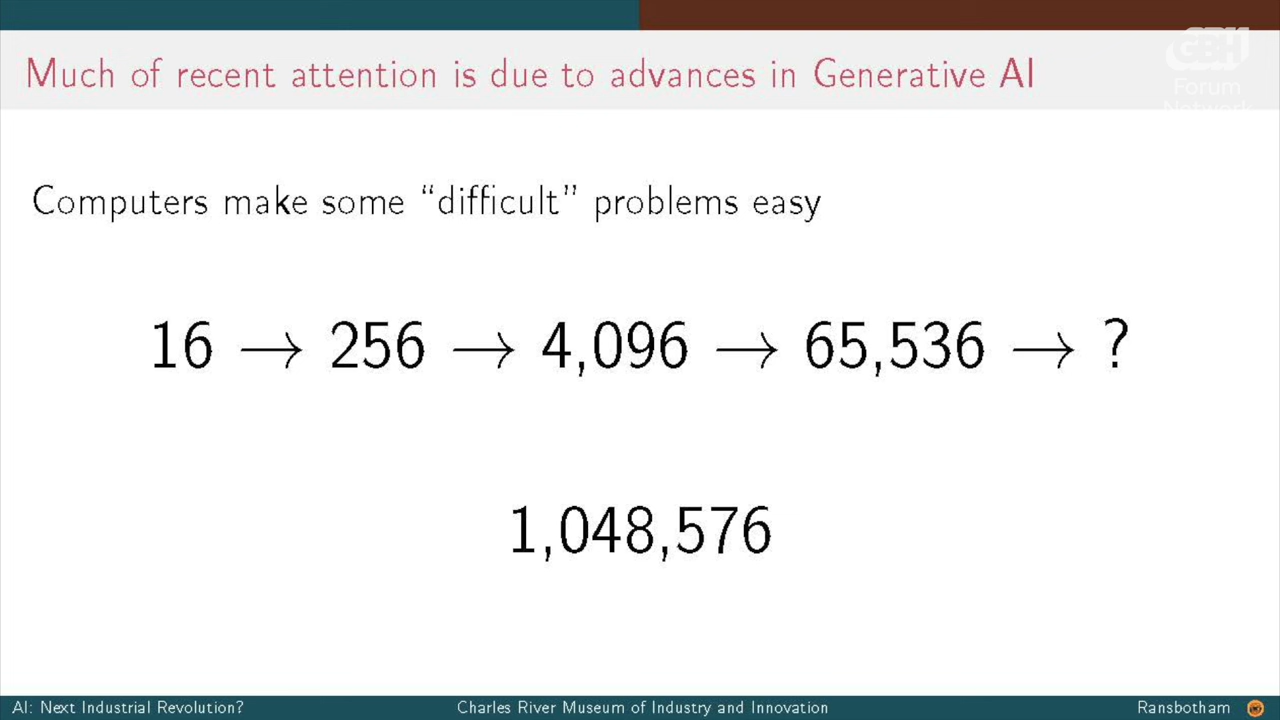 Much of recent attention is due to advances in Generative AI
GBH
Forum
Network
Computers make some “difficult” problems easy
16 → 256 → 4,096 → 65,536 → ?
1,048,576
AI: Next Industrial Revolution? Charles River Museum of Industry and Innovation Ransbotham